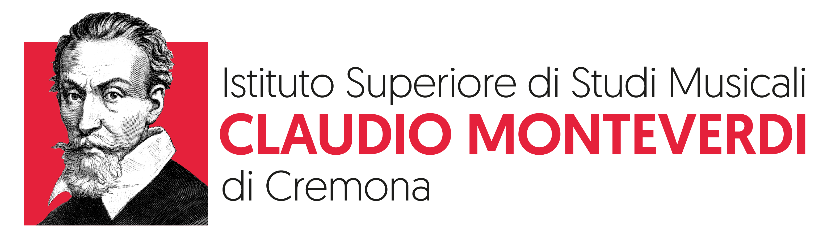 Istituto Superiore di Studi Musicali
CLAUDIO MONTEVERDI
di Cremona